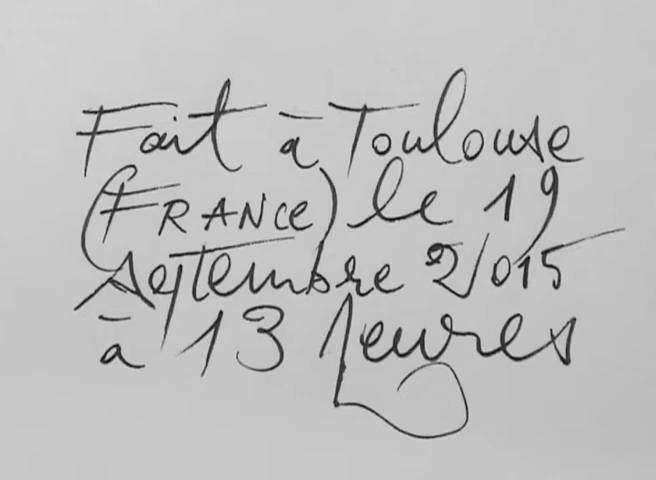 Fait à Toulouse
(FRANCE) le 19
septembre 2015
à 13 heures